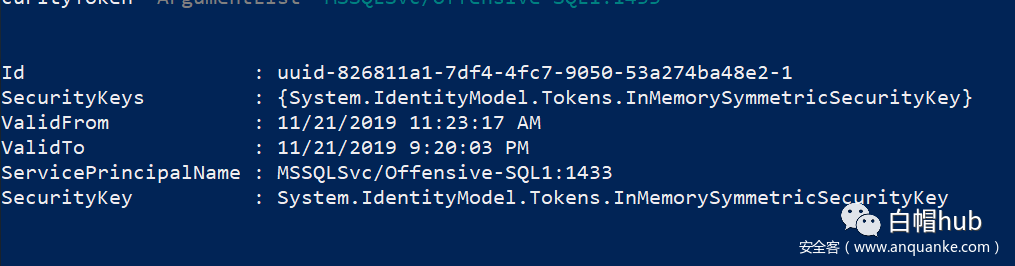 ecurityToken -ArgumentList "MSSQLSvc/Offensive-SQL1:1433"
Id : uuid-826811a1-7df4-4fc7-9050-53a274ba48e2-1
SecurityKeys : {System.IdentityModel.Tokens.InMemorySymmetricSecurityKey}
ValidFrom : 11/21/2019 11:23:17 AM
ValidTo : 11/21/2019 9:20:03 PM
ServicePrincipalName : MSSQLSvc/Offensive-SQL1:1433
SecurityKey : System.IdentityModel.Tokens.InMemorySymmetricSecurityKey
白帽hub
安全客(www.anquanke.com)